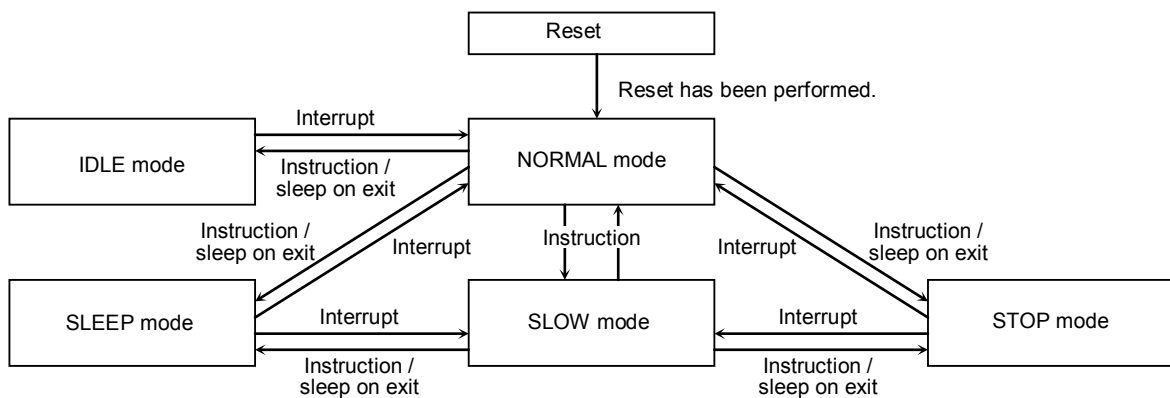 Reset
Reset has been performed.
Interrupt
IDLE mode
Instruction /
sleep on exit
NORMAL mode
Instruction /
sleep on exit
Interrupt
Instruction
Interrupt
Instruction /
sleep on exit
SLEEP mode
Interrupt
Instruction /
sleep on exit
SLOW mode
Interrupt
Instruction /
sleep on exit
STOP mode